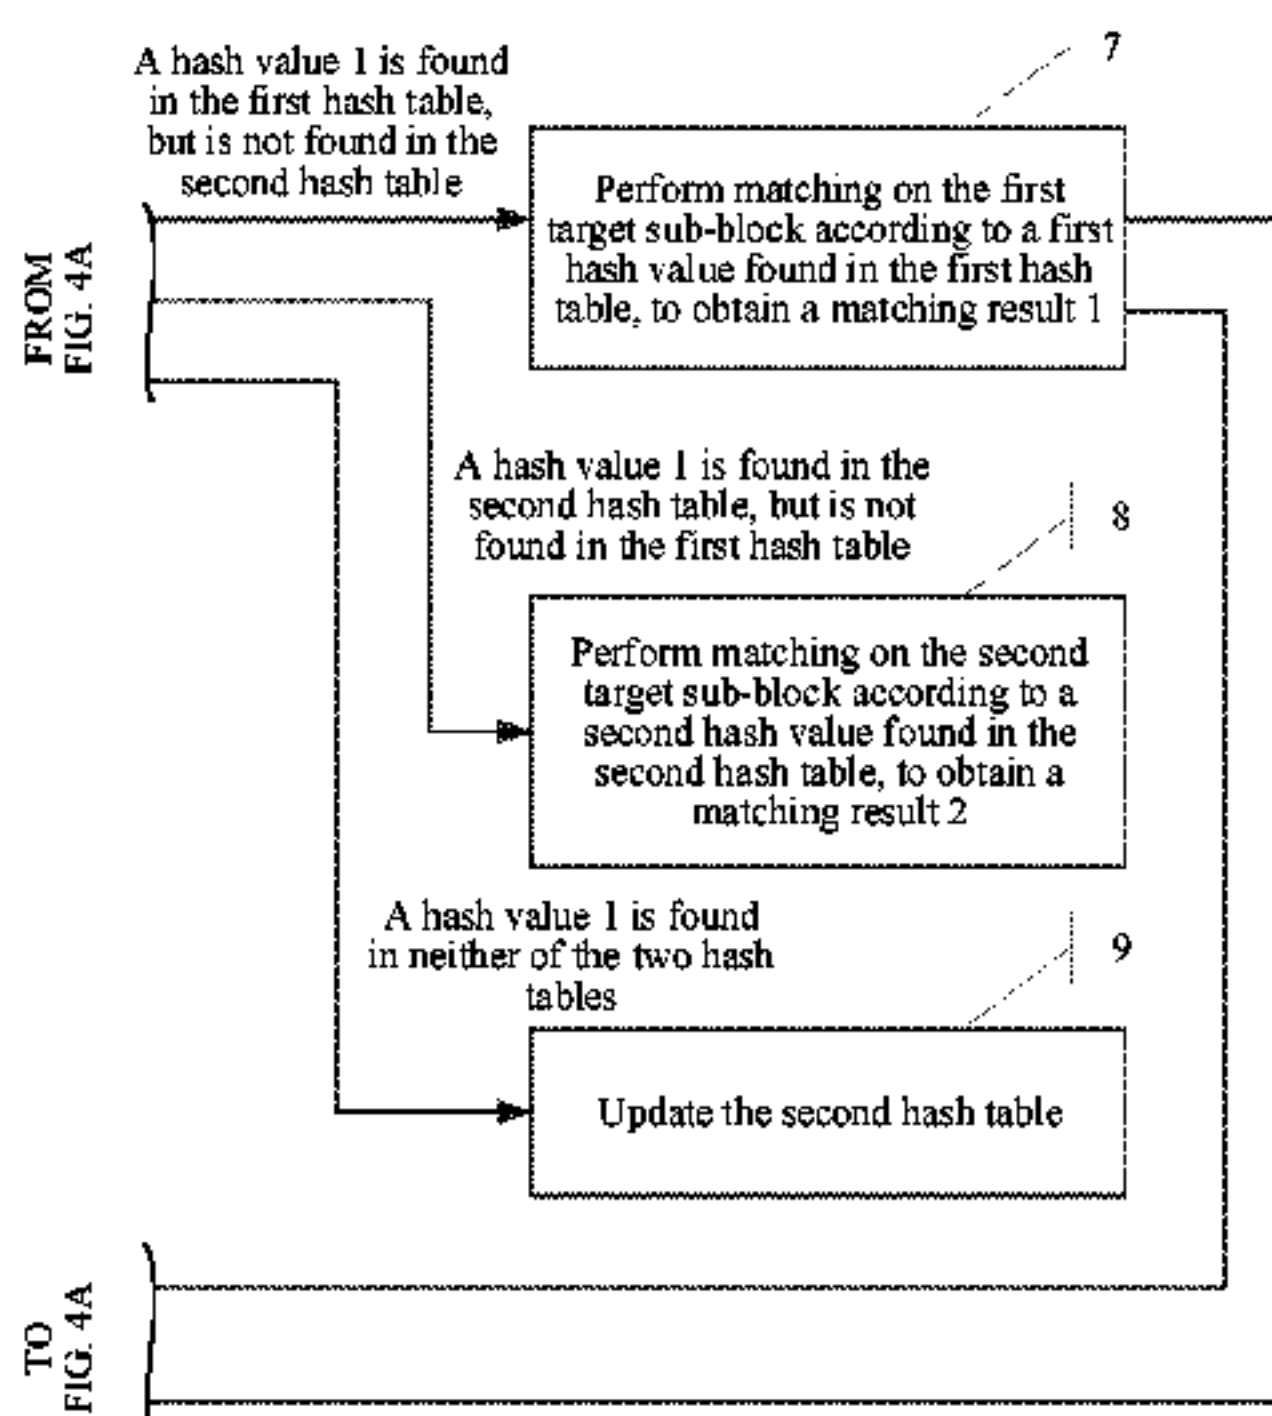 7
A hash value 1 is found
in the first hash table,
but is not found in the
second hash table
Perform matching on the first
target sub-block according to a first
hash value found in the first hash
table, to obtain a matching result 1
FROM
FIG. 4A
A hash value 1 is found in the
second hash table, but is not
found in the first hash table
8
Perform matching on the second
target sub-block according to a
second hash value found in the
second hash table, to obtain a
matching result 2
A hash value 1 is found
in neither of the two hash
tables
9
Update the second hash table
TO
FIG. 4A